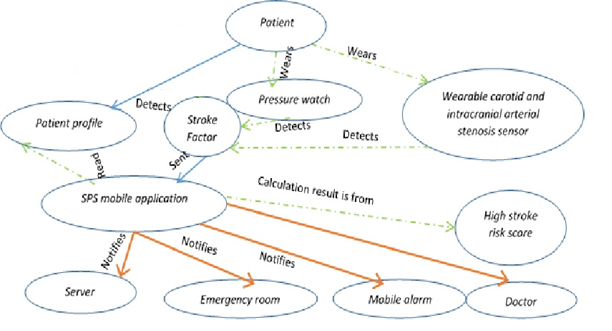 Patient
Wears
Wears
Pressure watch
Wearable carotid and
intracranial arterial
stenosis sensor
Detects
Stroke
Factor
Detects
Detects
Patient profile
Read
Sent
SPS mobile application
Calculation result is from
High stroke
risk score
Notifies
Notifies
Notifies
Server
Emergency room
Mobile alarm
Doctor